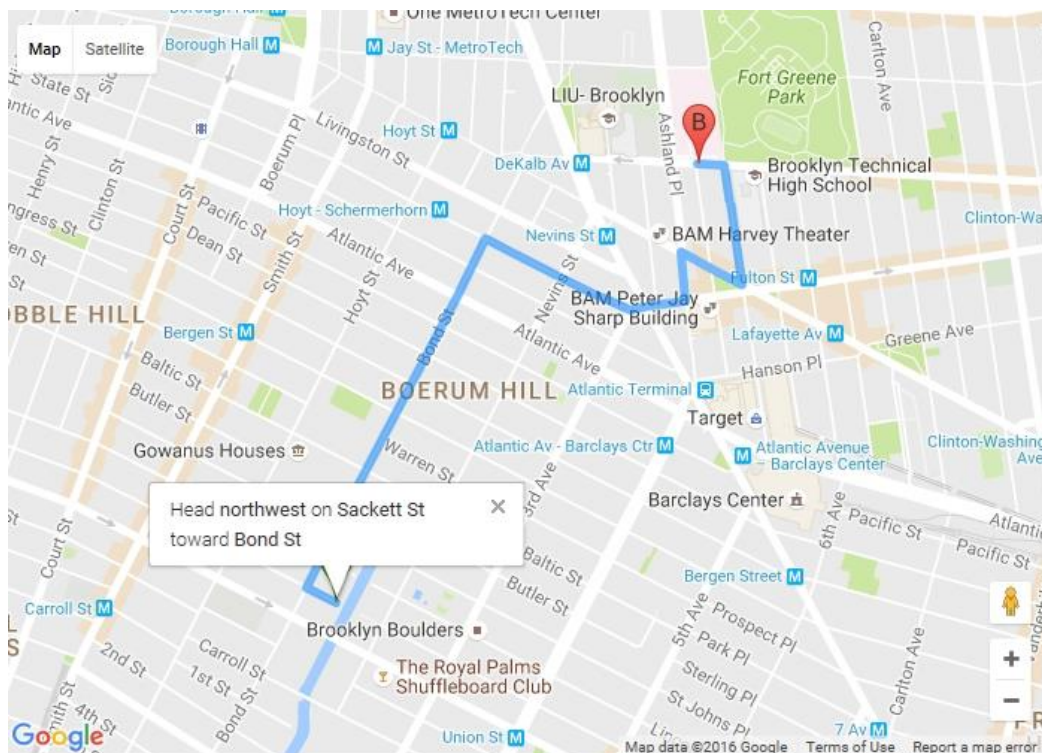 One MetroTech Center
Borough Hall M
Map
Satellite
Borough Hall M
M Jay St - MetroTech
Carlton Ave
State St
Fort Greene
Park
LIU- Brooklyn
Atlantic Ave
Livingston St
Hoyt St M
Ashland Pl
B
Boerum Pl
Henry St
Clinton St
Court St
DeKalb Av M
Brooklyn Technical
High School
Pacific St
Dean St
Hoyt - Schermerhorn M
Clinton-Wa
ongress St
Smith St
Atlantic Ave
Nevins St M
BAM Harvey Theater
Hoyt St
Nevins St
Fulton St M
BAM Peter Jay
Sharp Building
OBBLE HILL
Bergen St M
Bond St
Lafayette Av M
Greene Ave
Baltic St
Atlantic Ave
Hanson Pl
Butler St
BOERUM HILL
Atlantic Terminal
Target
Warren St
Atlantic Av - Barclays Ctr M
Gowanus Houses
M Atlantic Avenue
– Barclays Center
Clinton-Washing
Ave
3rd Ave
Barclays Center
Head northwest on Sackett St
toward Bond St
×
Pacific St
Atlantic
Pacific St
6th Ave
Court St
Baltic St
Butler St
Bergen Street M
Carroll St M
Brooklyn Boulders
5th Ave
Prospect Pl
Park Pl
Carlton Ave
+
2nd St
Carroll St
1st St
The Royal Palms
Shuffleboard Club
Sterling Pl
St Johns Pl
−
Smith St
4th St
Bond St
Union St M
7 Av M
Google
Map data ©2016 Google
Terms of Use
Report a map error